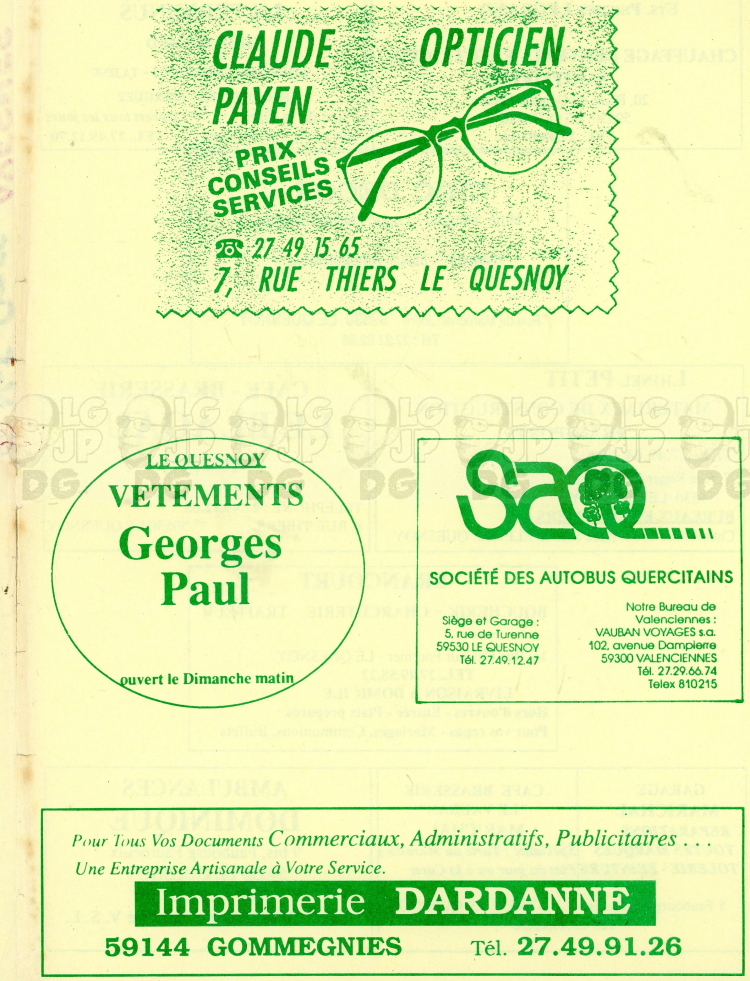 CLAUDE OPTICIEN
PAYEN
PRIX
CONSEILS
SERVICES
☎ 27 49 15 65
7, RUE THIERS LE QUESNOY
LE QUESNOY
VETEMENTS
Georges
Paul
ouvert le Dimanche matin
SAQ
SOCIÉTÉ DES AUTOBUS QUERCITAINS
Siège et Garage :
5, rue de Turenne
59530 LE QUESNOY
Tél. 27.49.12.47
Notre Bureau de
Valenciennes :
VAUBAN VOYAGES s.a.
102, avenue Dampierre
59300 VALENCIENNES
Tél. 27.29.66.74
Telex 810215
Pour Tous Vos Documents Commerciaux, Administratifs, Publicitaires . . .
Une Entreprise Artisanale à Votre Service.
Imprimerie DARDANNE
59144 GOMMEGNIES Tél. 27.49.91.26